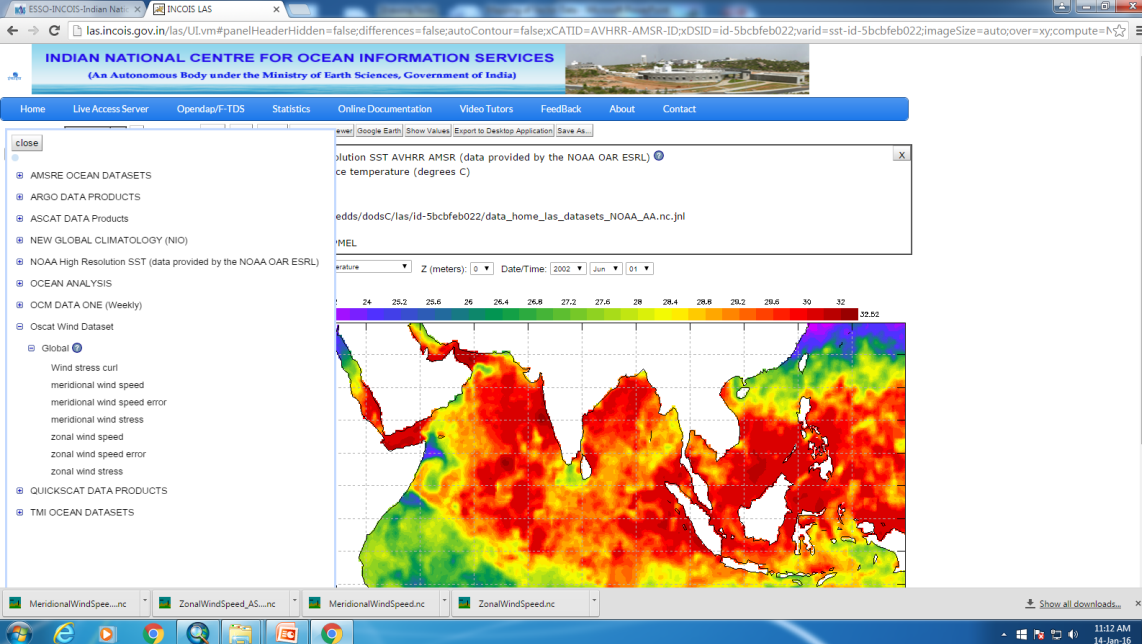 ESSO-INCOIS-Indian Natio
INCOIS LAS
las.incois.gov.in/las/UI.vm#panelHeaderHidden=false;differences=false;autoContour=false;xCATID=AVHRR-AMSR-ID;xDSID=id-5bcbfeb022;varid=sst-id-5bcbfeb022;imageSize=auto;over=xy;compute=N
INDIAN NATIONAL CENTRE FOR OCEAN INFORMATION SERVICES
(An Autonomous Body under the Ministry of Earth Sciences, Government of India)
Home Live Access Server Opendap/F-TDS Statistics Online Documentation Video Tutors FeedBack About Contact
ewer Google Earth Show Values Export to Desktop Application Save As...
close
olution SST AVHRR AMSR (data provided by the NOAA OAR ESRL) ? X
ce temperature (degrees C)
edds/dodsC/las/id-5bcbfeb022/data_home_las_datasets_NOAA_AA.nc.jnl
PMEL
AMSRE OCEAN DATASETS
ARGO DATA PRODUCTS
ASCAT DATA Products
NEW GLOBAL CLIMATOLOGY (NIO)
NOAA High Resolution SST (data provided by the NOAA OAR ESRL)
OCEAN ANALYSIS
OCM DATA ONE (Weekly)
Oscat Wind Dataset
Global ?
Wind stress curl
meridional wind speed
meridional wind speed error
meridional wind stress
zonal wind speed
zonal wind speed error
zonal wind stress
QUICKSCAT DATA PRODUCTS
TMI OCEAN DATASETS
erature Z (meters): 0 Date/Time: 2002 Jun 01
24 25.2 25.6 26 26.4 26.8 27.2 27.6 28 28.4 28.8 29.2 29.6 30 32
32.52
MeridionalWindSpee....nc ZonalWindSpeed_AS....nc MeridionalWindSpeed.nc ZonalWindSpeed.nc Show all downloads...
11:12 AM
14-Jan-16